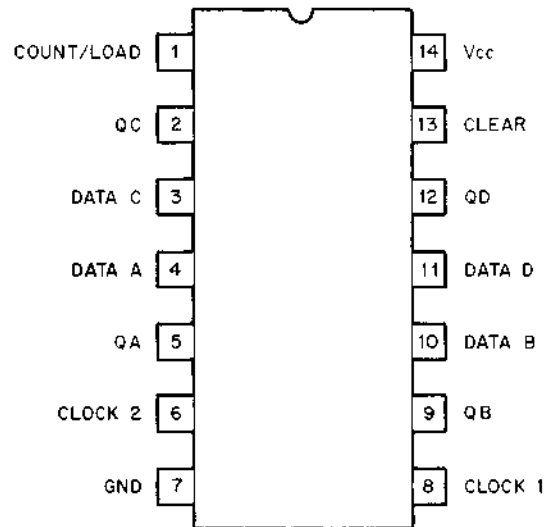 COUNT/LOAD 1 14 Vcc
QC 2 13 CLEAR
DATA C 3 12 QD
DATA A 4 11 DATA D
QA 5 10 DATA B
CLOCK 2 6 9 QB
GND 7 8 CLOCK 1